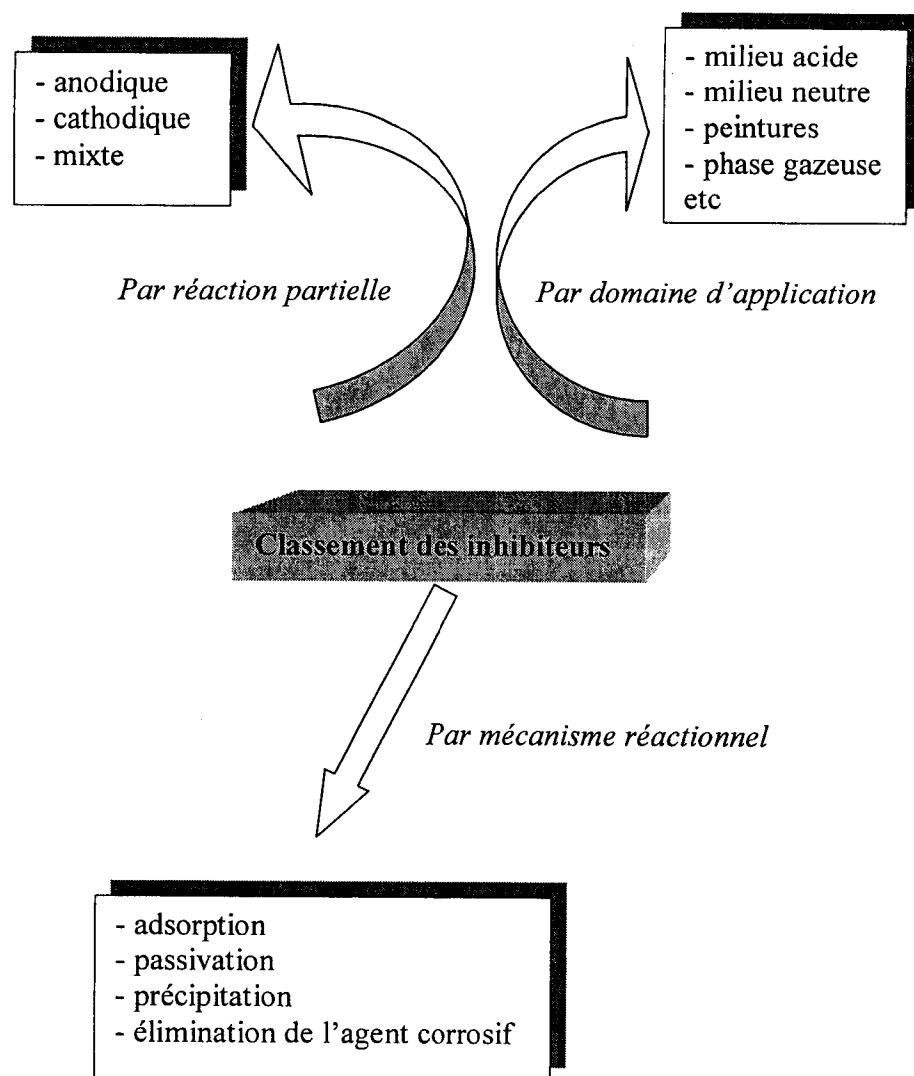 - anodique
- cathodique
- mixte
- milieu acide
- milieu neutre
- peintures
- phase gazeuse
etc
Par réaction partielle
Par domaine d'application
Classement des inhibiteurs
Par mécanisme réactionnel
- adsorption
- passivation
- précipitation
- élimination de l'agent corrosif